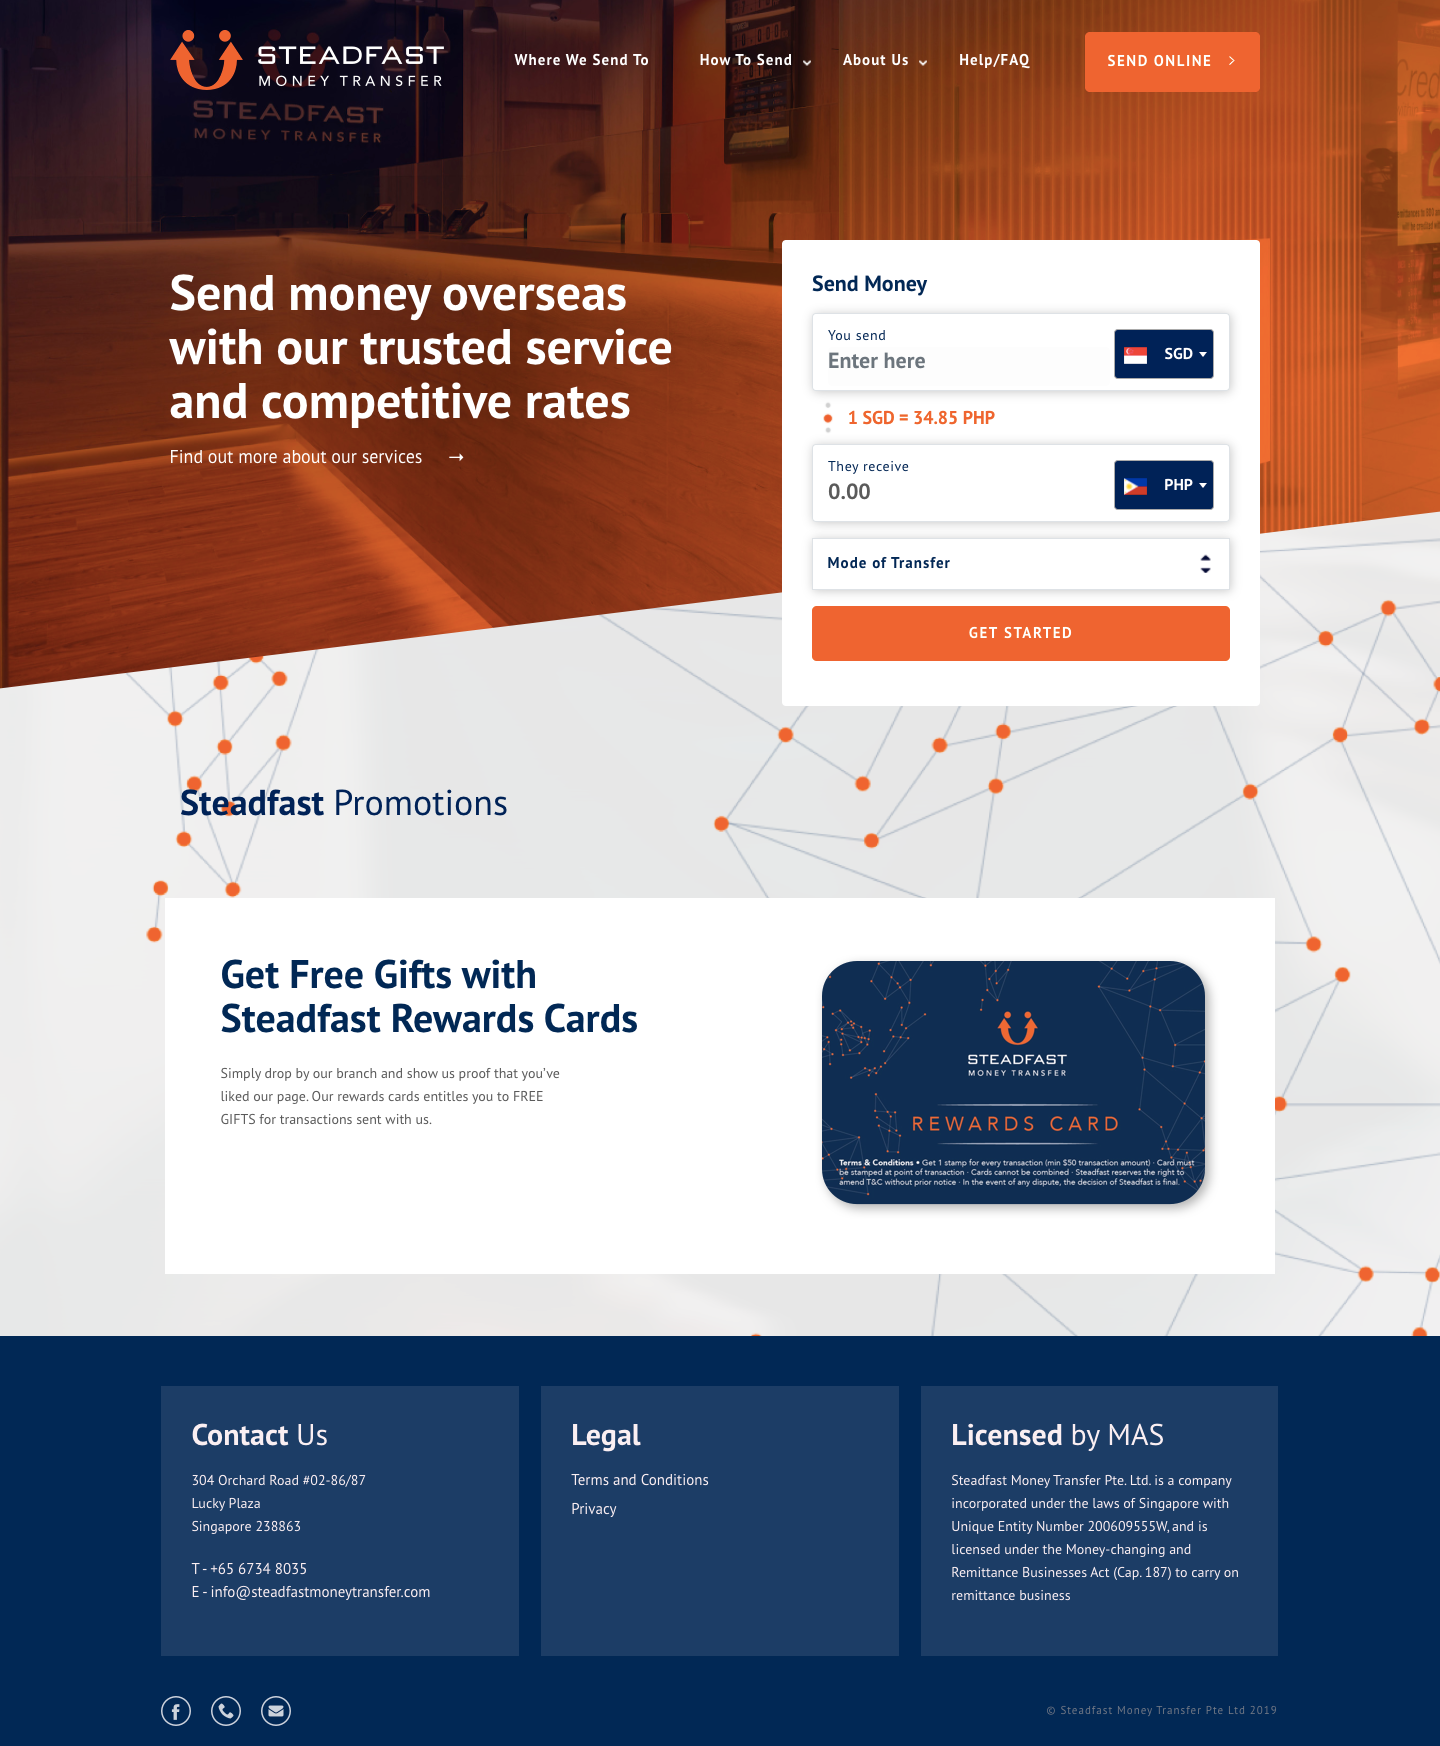 STEADFAST
MONEY TRANSFER
Where We Send To
How To Send
About Us
Help/FAQ
SEND ONLINE
STEADFAST
MONEY TRANSFER
Send money overseas
with our trusted service
and competitive rates
Find out more about our services
Send Money
You send
Enter here
SGD
1 SGD = 34.85 PHP
They receive
0.00
PHP
Mode of Transfer
GET STARTED
Steadfast Promotions
Get Free Gifts with
Steadfast Rewards Cards
Simply drop by our branch and show us proof that you've
liked our page. Our rewards cards entitles you to FREE
GIFTS for transactions sent with us.
STEADFAST
MONEY TRANSFER
REWARDS CARD
Terms & Conditions • Get 1 stamp for every transaction (min $50 transaction amount) · Card must
be stamped at point of transaction · Cards cannot be combined · Steadfast reserves the right to
amend T&C without prior notice · In the event of any dispute, the decision of Steadfast is final.
Contact Us
304 Orchard Road #02-86/87
Lucky Plaza
Singapore 238863
T - +65 6734 8035
E - info@steadfastmoneytransfer.com
Legal
Terms and Conditions
Privacy
Licensed by MAS
Steadfast Money Transfer Pte. Ltd. is a company
incorporated under the laws of Singapore with
Unique Entity Number 200609555W, and is
licensed under the Money-changing and
Remittance Businesses Act (Cap. 187) to carry on
remittance business
© Steadfast Money Transfer Pte Ltd 2019